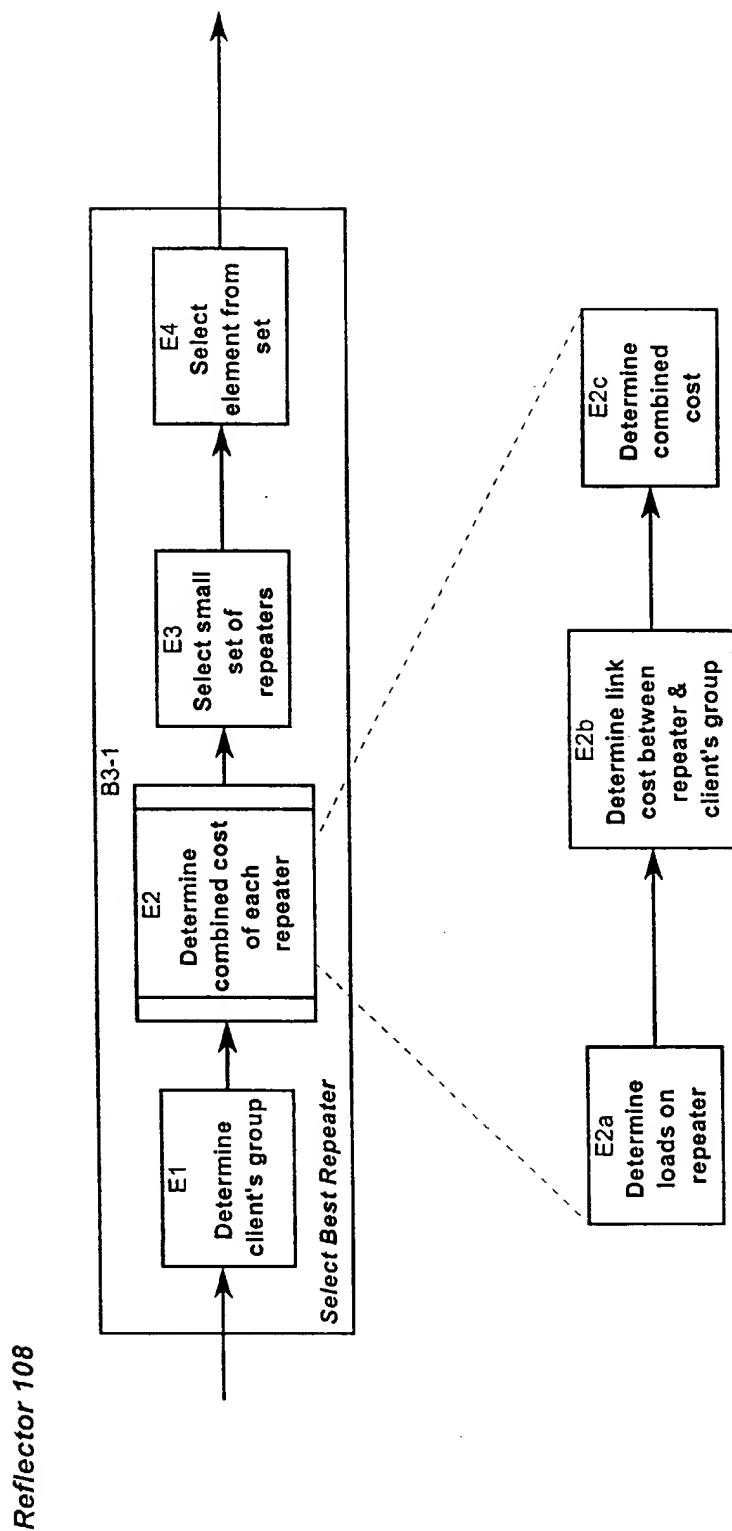 Reflector 108
B3-1
E1
Determine
client's group
E2
Determine
combined cost
of each
repeater
E3
Select small
set of
repeaters
E4
Select
element from
set
Select Best Repeater
E2a
Determine
loads on
repeater
E2b
Determine link
cost between
repeater &
client's group
E2c
Determine
combined
cost